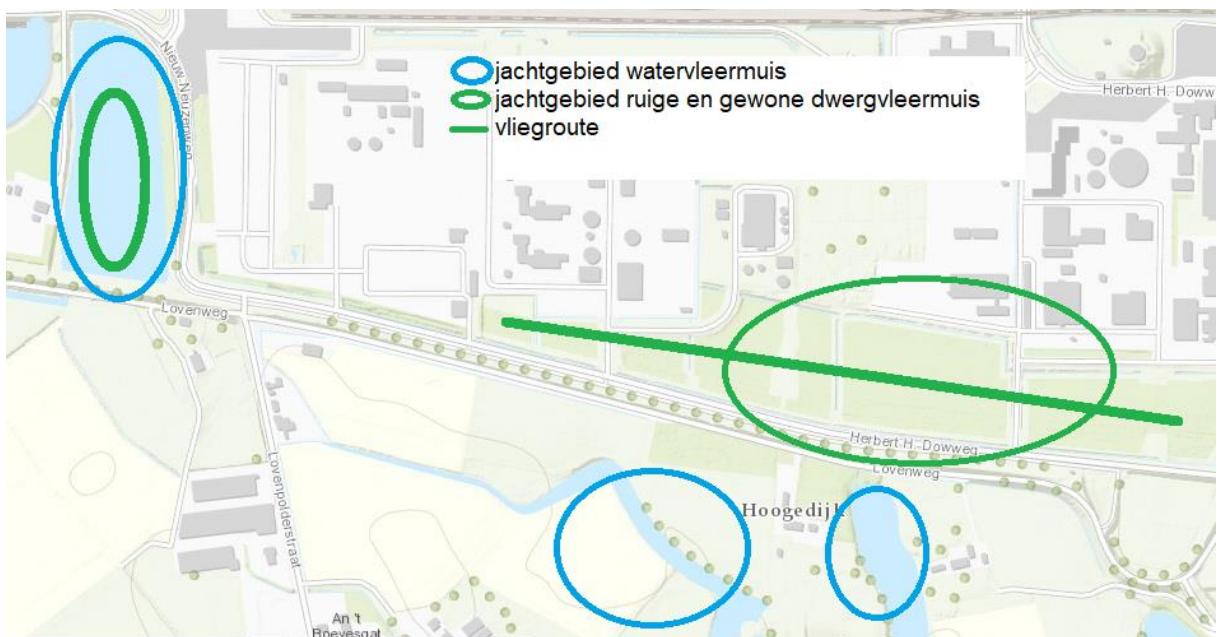 jachtgebied watervleermuis
jachtgebied ruige en gewone dwergvleermuis
vliegroute
Nieuw-Neuzenweg
Herbert H. Doww
Lovenweg
Herbert H. Dowweg
Lovenweg
Lovenpolderstraat
Hoogedijk
An 't
Boevesgat